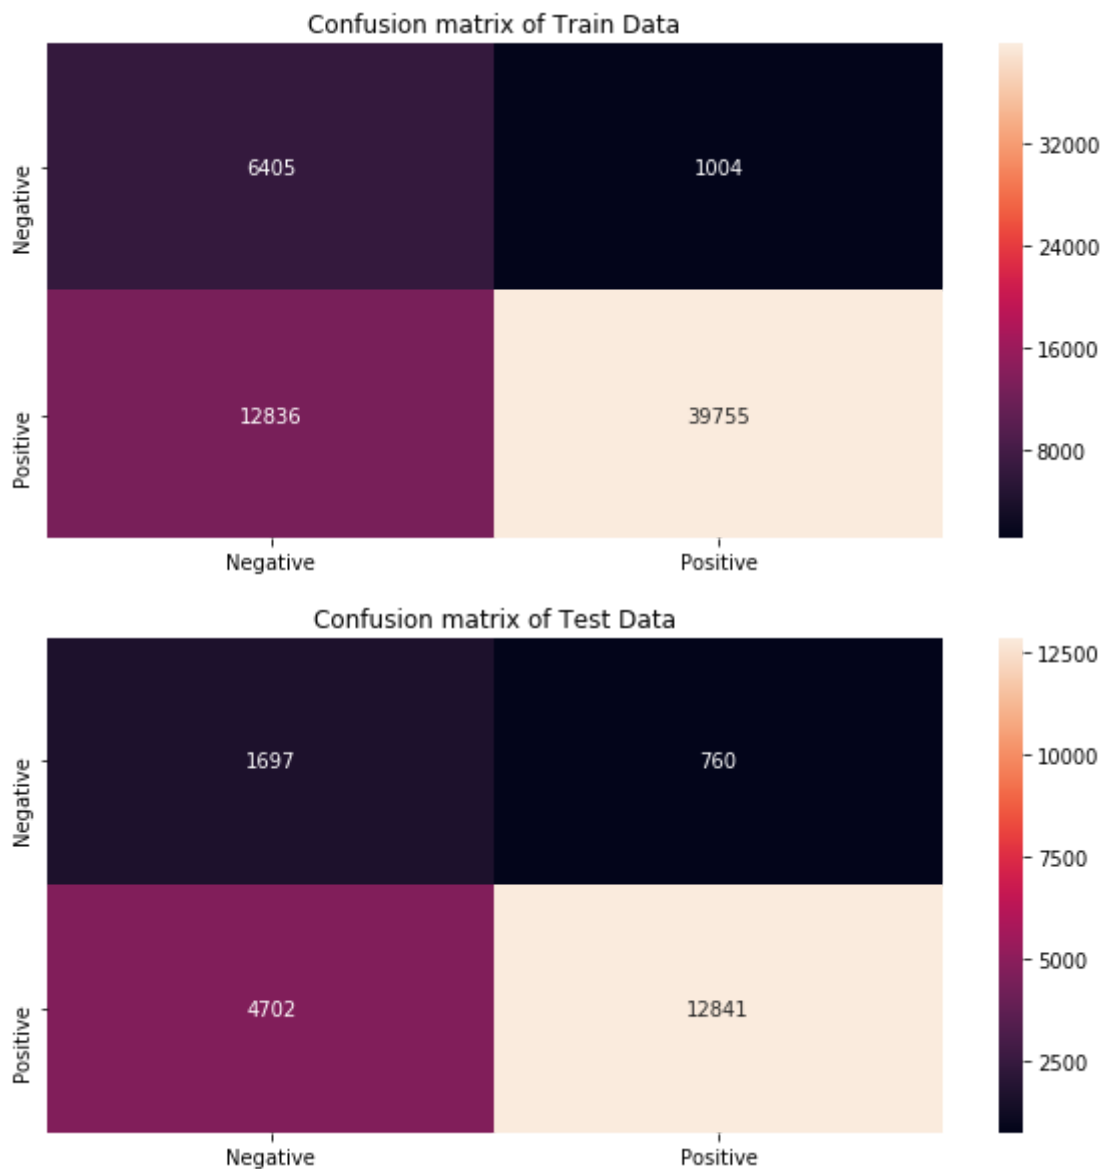 Confusion matrix of Train Data
Negative
6405
1004
32000
24000
16000
8000
Positive
12836
39755
Negative
Positive
Confusion matrix of Test Data
12500
10000
7500
5000
2500
Negative
1697
760
Positive
4702
12841
Negative
Positive